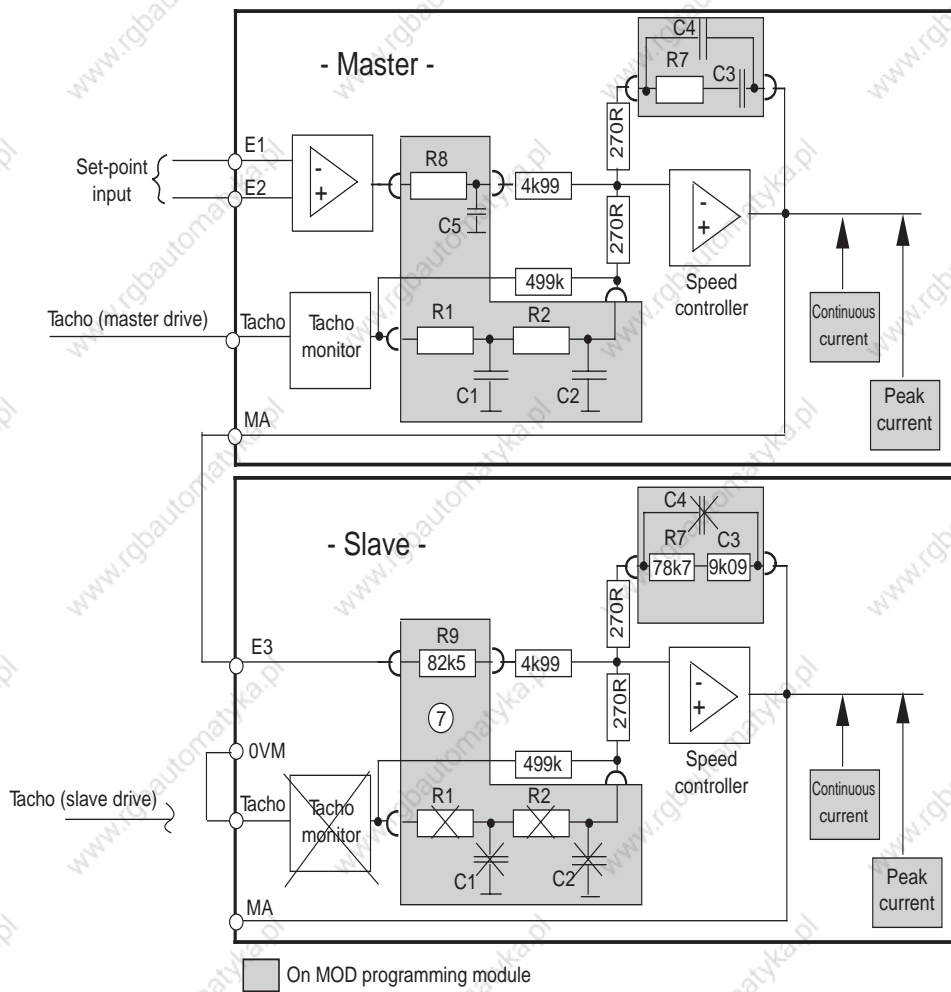 - Master -
C4
R7
C3
270R
E1
Set-point
input
E2
-
+
R8
C5
4k99
270R
-
+
Speed
controller
499k
Tacho (master drive)
Tacho
Tacho
monitor
R1
R2
C1
C2
Continuous
current
Peak
current
MA
- Slave -
C4
R7
C3
78k7
9k09
270R
E3
R9
82k5
4k99
7
270R
-
+
Speed
controller
0VM
499k
Tacho (slave drive)
Tacho
Tacho
monitor
R1
R2
C1
C2
Continuous
current
Peak
current
MA
On MOD programming module
www.rgbautomatyka.pl